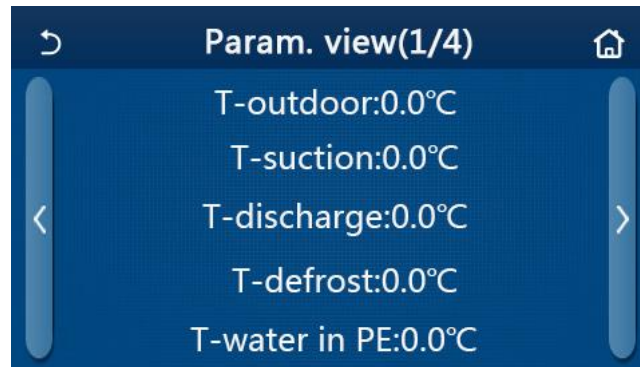 Param. view(1/4)
T-outdoor:0.0℃
T-suction:0.0℃
T-discharge:0.0℃
T-defrost:0.0℃
T-water in PE:0.0℃